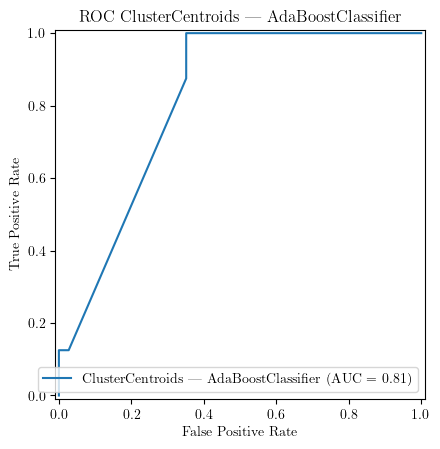 ROC ClusterCentroids — AdaBoostClassifier
True Positive Rate
1.0
0.8
0.6
0.4
0.2
0.0
ClusterCentroids — AdaBoostClassifier (AUC = 0.81)
0.0 0.2 0.4 0.6 0.8 1.0
False Positive Rate